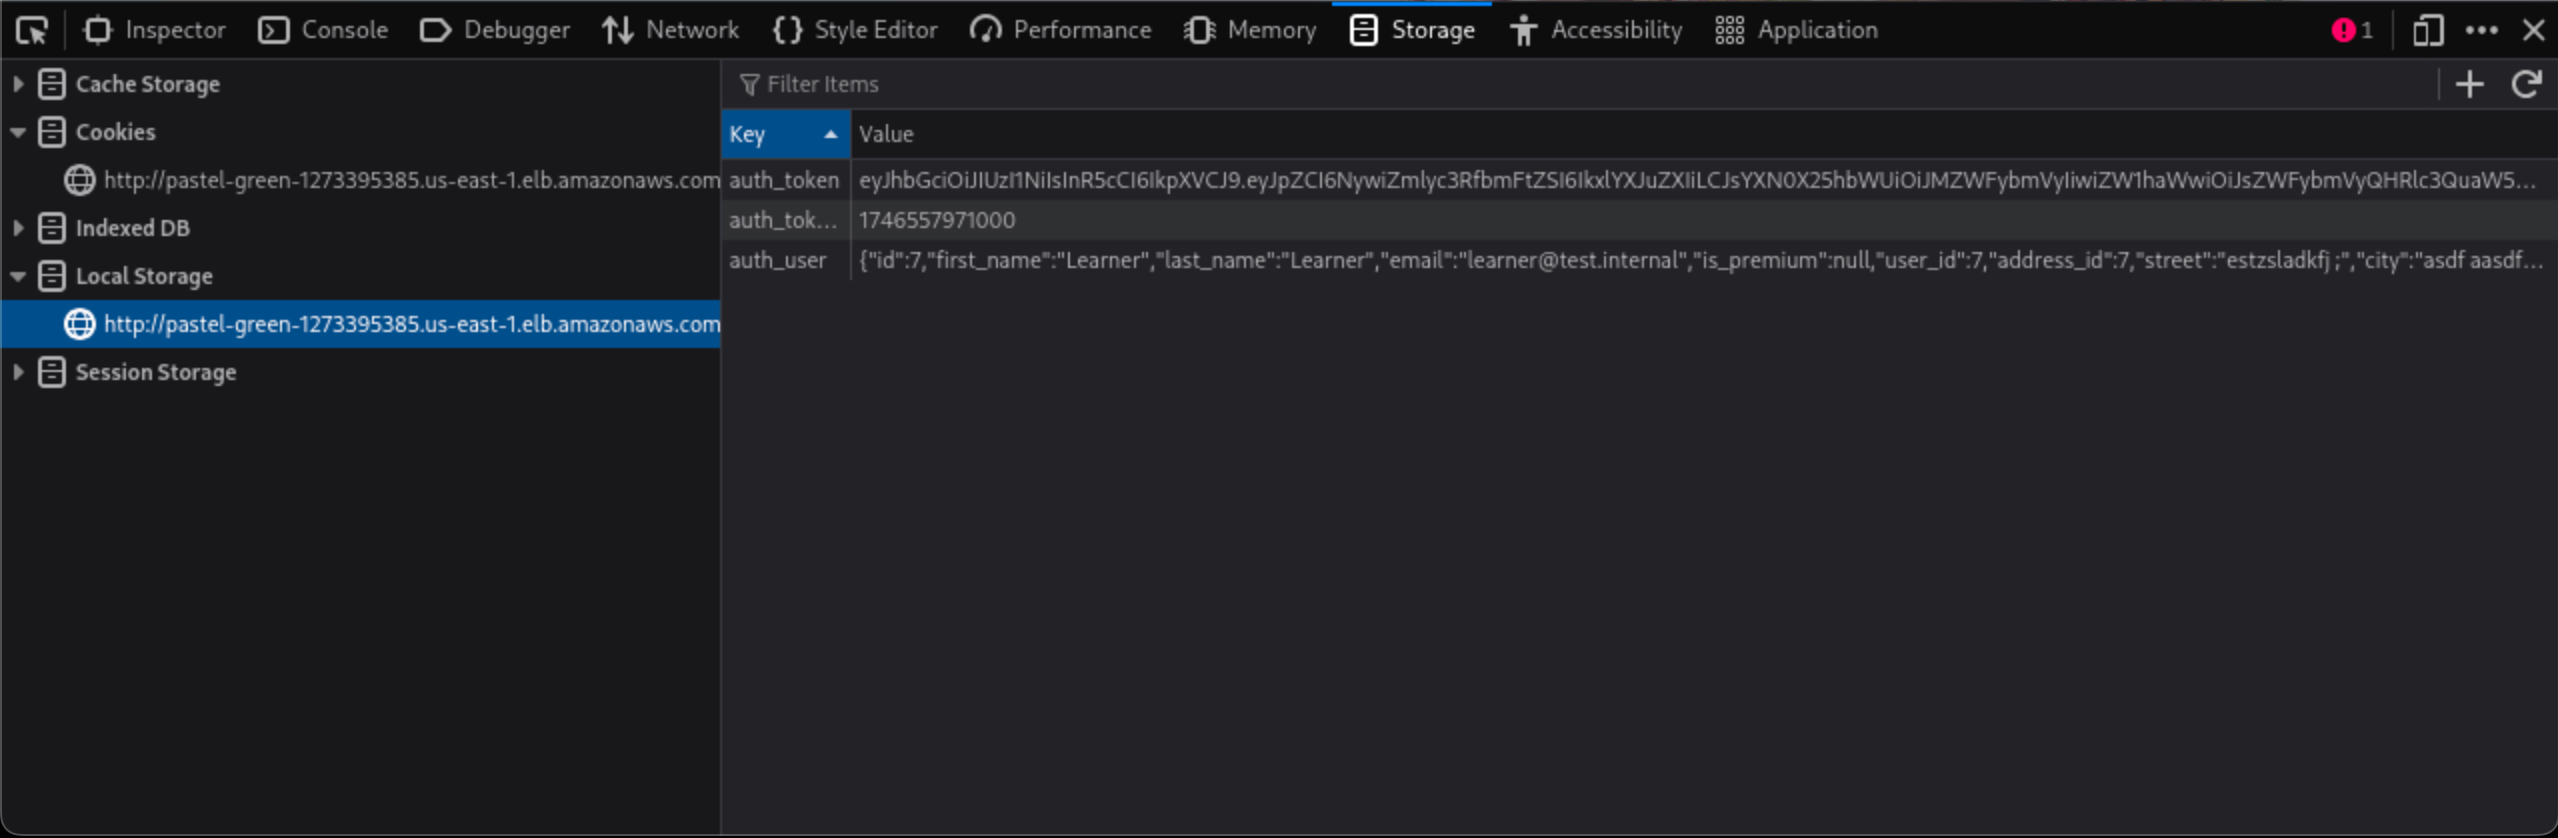 Inspector Console Debugger Network Style Editor Performance Memory Storage Accessibility Application 1
Cache Storage
Cookies
http://pastel-green-1273395385.us-east-1.elb.amazonaws.com
Indexed DB
Local Storage
http://pastel-green-1273395385.us-east-1.elb.amazonaws.com
Session Storage
Filter Items
Key Value
auth_token eyJhbGciOiJIUzI1NiIsInR5cCI6IkpXVCJ9.eyJpZCI6NywiZmlyc3RfbmFtZSI6IkxlYXJuZXIiLCJsYXN0X25hbWUiOiJMZWFybmVyIiwiZW1haWwiOiJsZWFybmVyQHRlc3QuaW5...
auth_tok... 1746557971000
auth_user {"id":7,"first_name":"Learner","last_name":"Learner","email":"learner@test.internal","is_premium":null,"user_id":7,"address_id":7,"street":"estzsladkfj ;","city":"asdf aasdf...